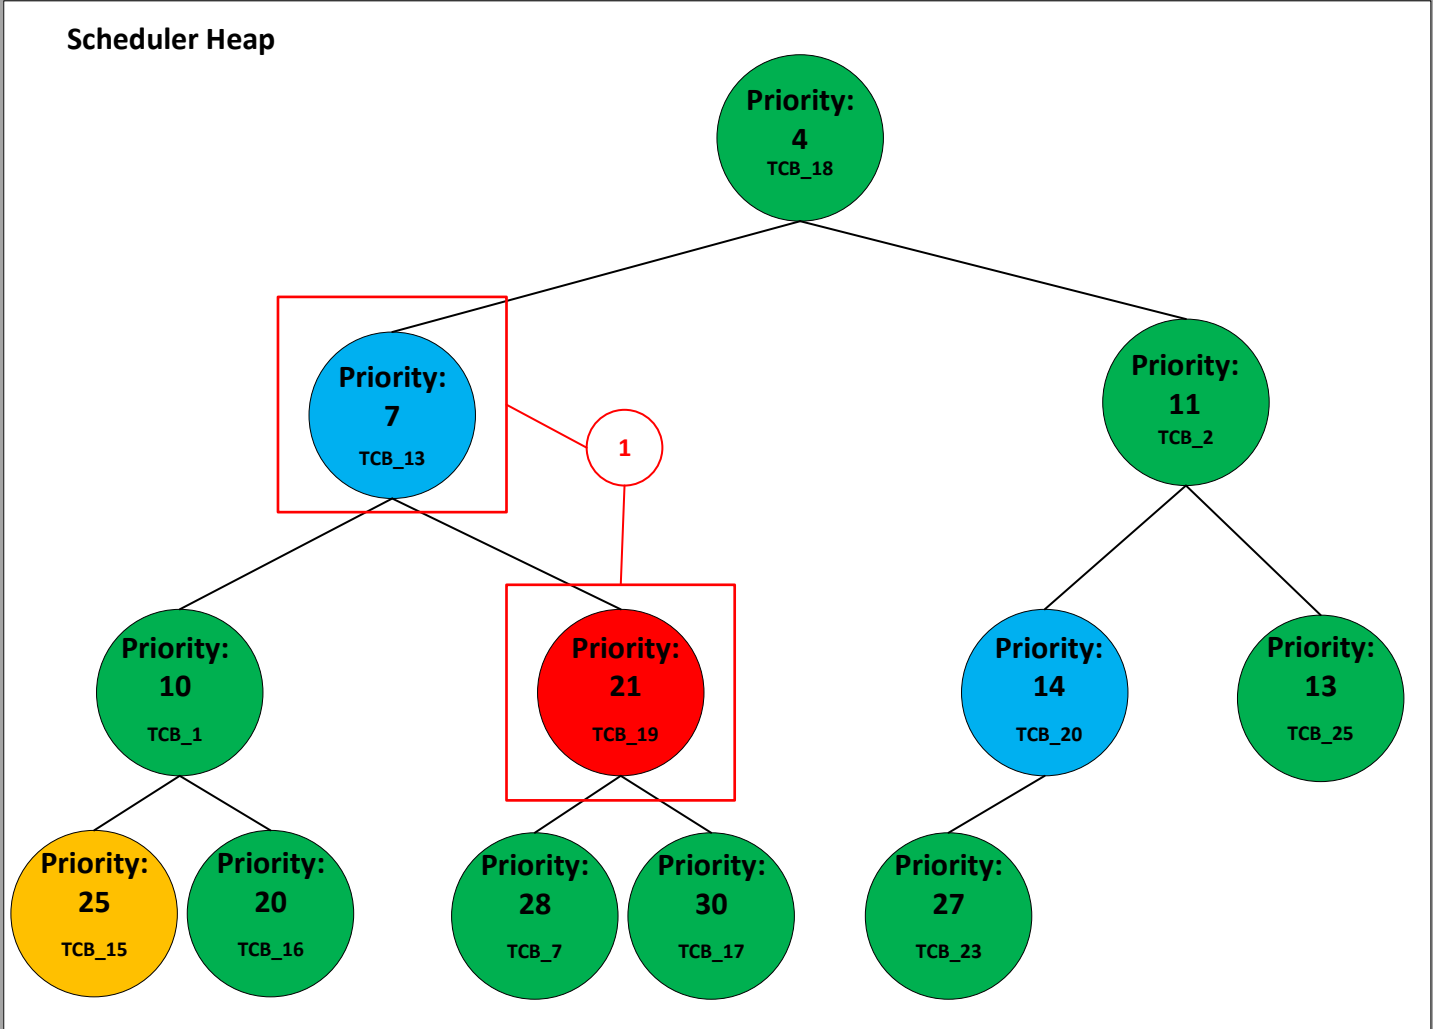 Scheduler Heap
Priority:
4
TCB_18
Priority:
7
TCB_13
1
Priority:
11
TCB_2
Priority:
10
TCB_1
Priority:
21
TCB_19
Priority:
14
TCB_20
Priority:
13
TCB_25
Priority:
25
TCB_15
Priority:
20
TCB_16
Priority:
28
TCB_7
Priority:
30
TCB_17
Priority:
27
TCB_23